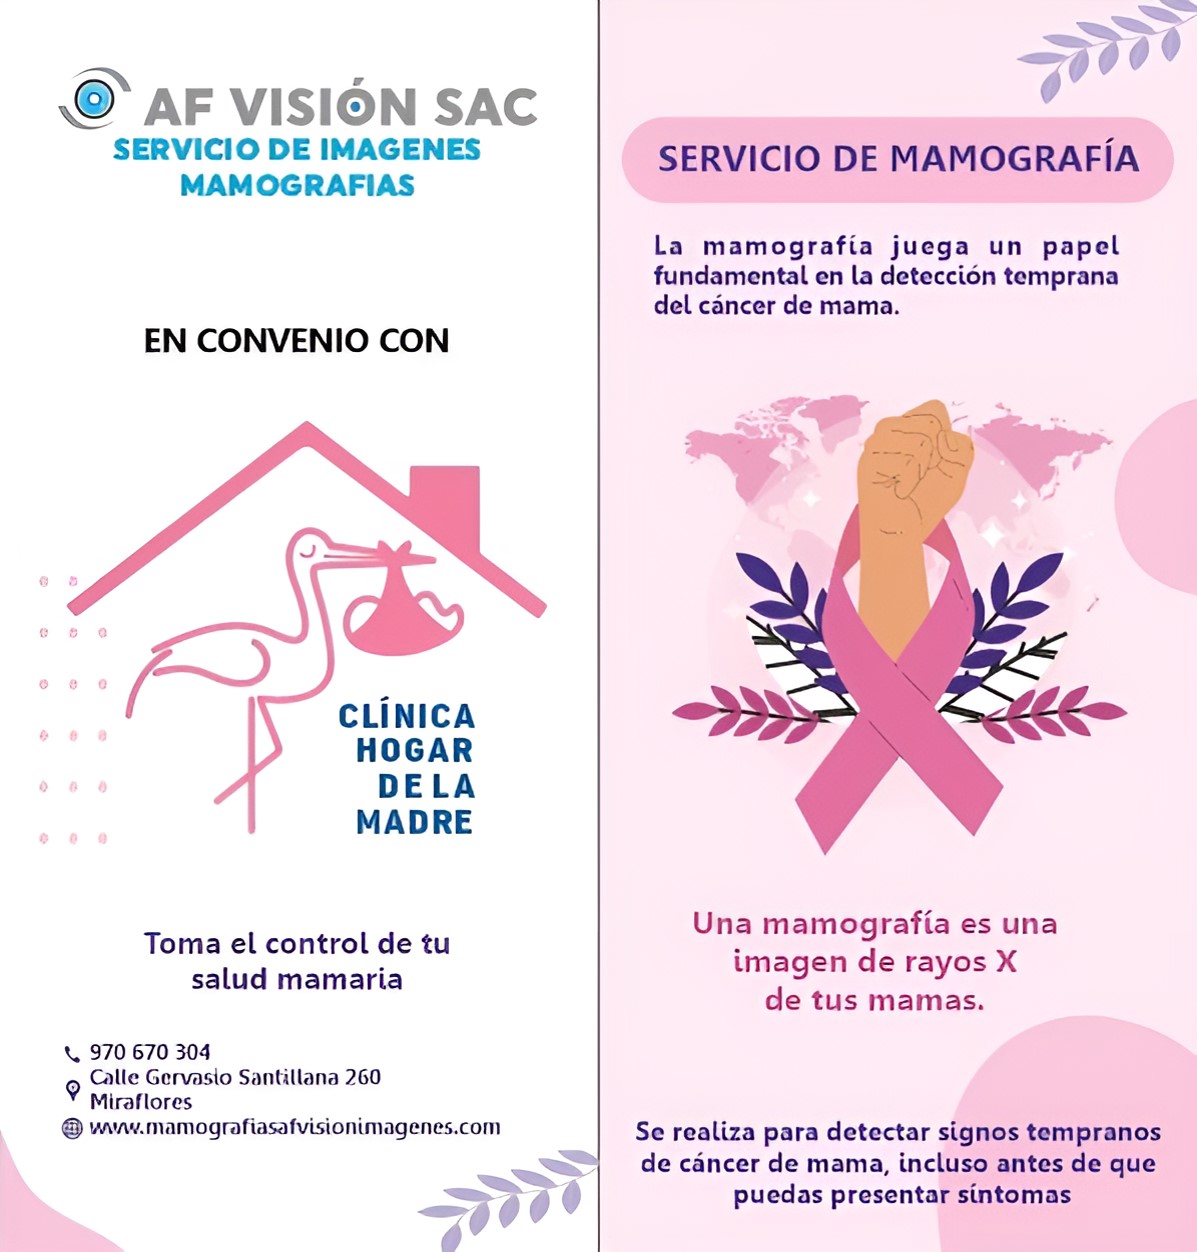 AF VISIÓN SAC
SERVICIO DE IMAGENES
MAMOGRAFIAS
EN CONVENIO CON
CLÍNICA
HOGAR
DE LA
MADRE
Toma el control de tu
salud mamaria
970 670 304
Calle Gervasio Santillana 260
Miraflores
www.mamografiasafvisionimagenes.com
SERVICIO DE MAMOGRAFÍA
La mamografía juega un papel
fundamental en la detección temprana
del cáncer de mama.
Una mamografía es una
imagen de rayos X
de tus mamas.
Se realiza para detectar signos tempranos
de cáncer de mama, incluso antes de que
puedas presentar síntomas